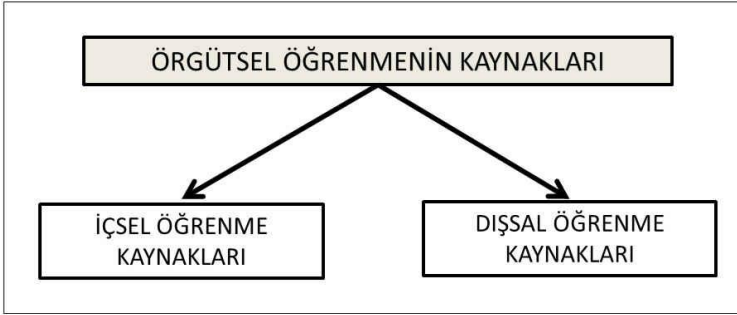 ÖRGÜTSEL ÖĞRENMENİN KAYNAKLARI
İÇSEL ÖĞRENME
KAYNAKLARI
DIŞSAL ÖĞRENME
KAYNAKLARI